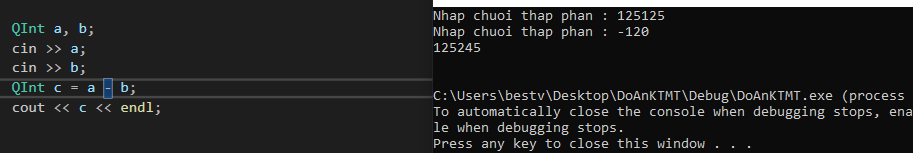 QInt a, b;
cin >> a;
cin >> b;
QInt c = a - b;
cout << c << endl;
Nhap chuoi thap phan : 125125
Nhap chuoi thap phan : -120
125245
C:\Users\bestv\Desktop\DoAnKTMT\Debug\DoAnKTMT.exe (process
To automatically close the console when debugging stops, ena
le when debugging stops.
Press any key to close this window . . .